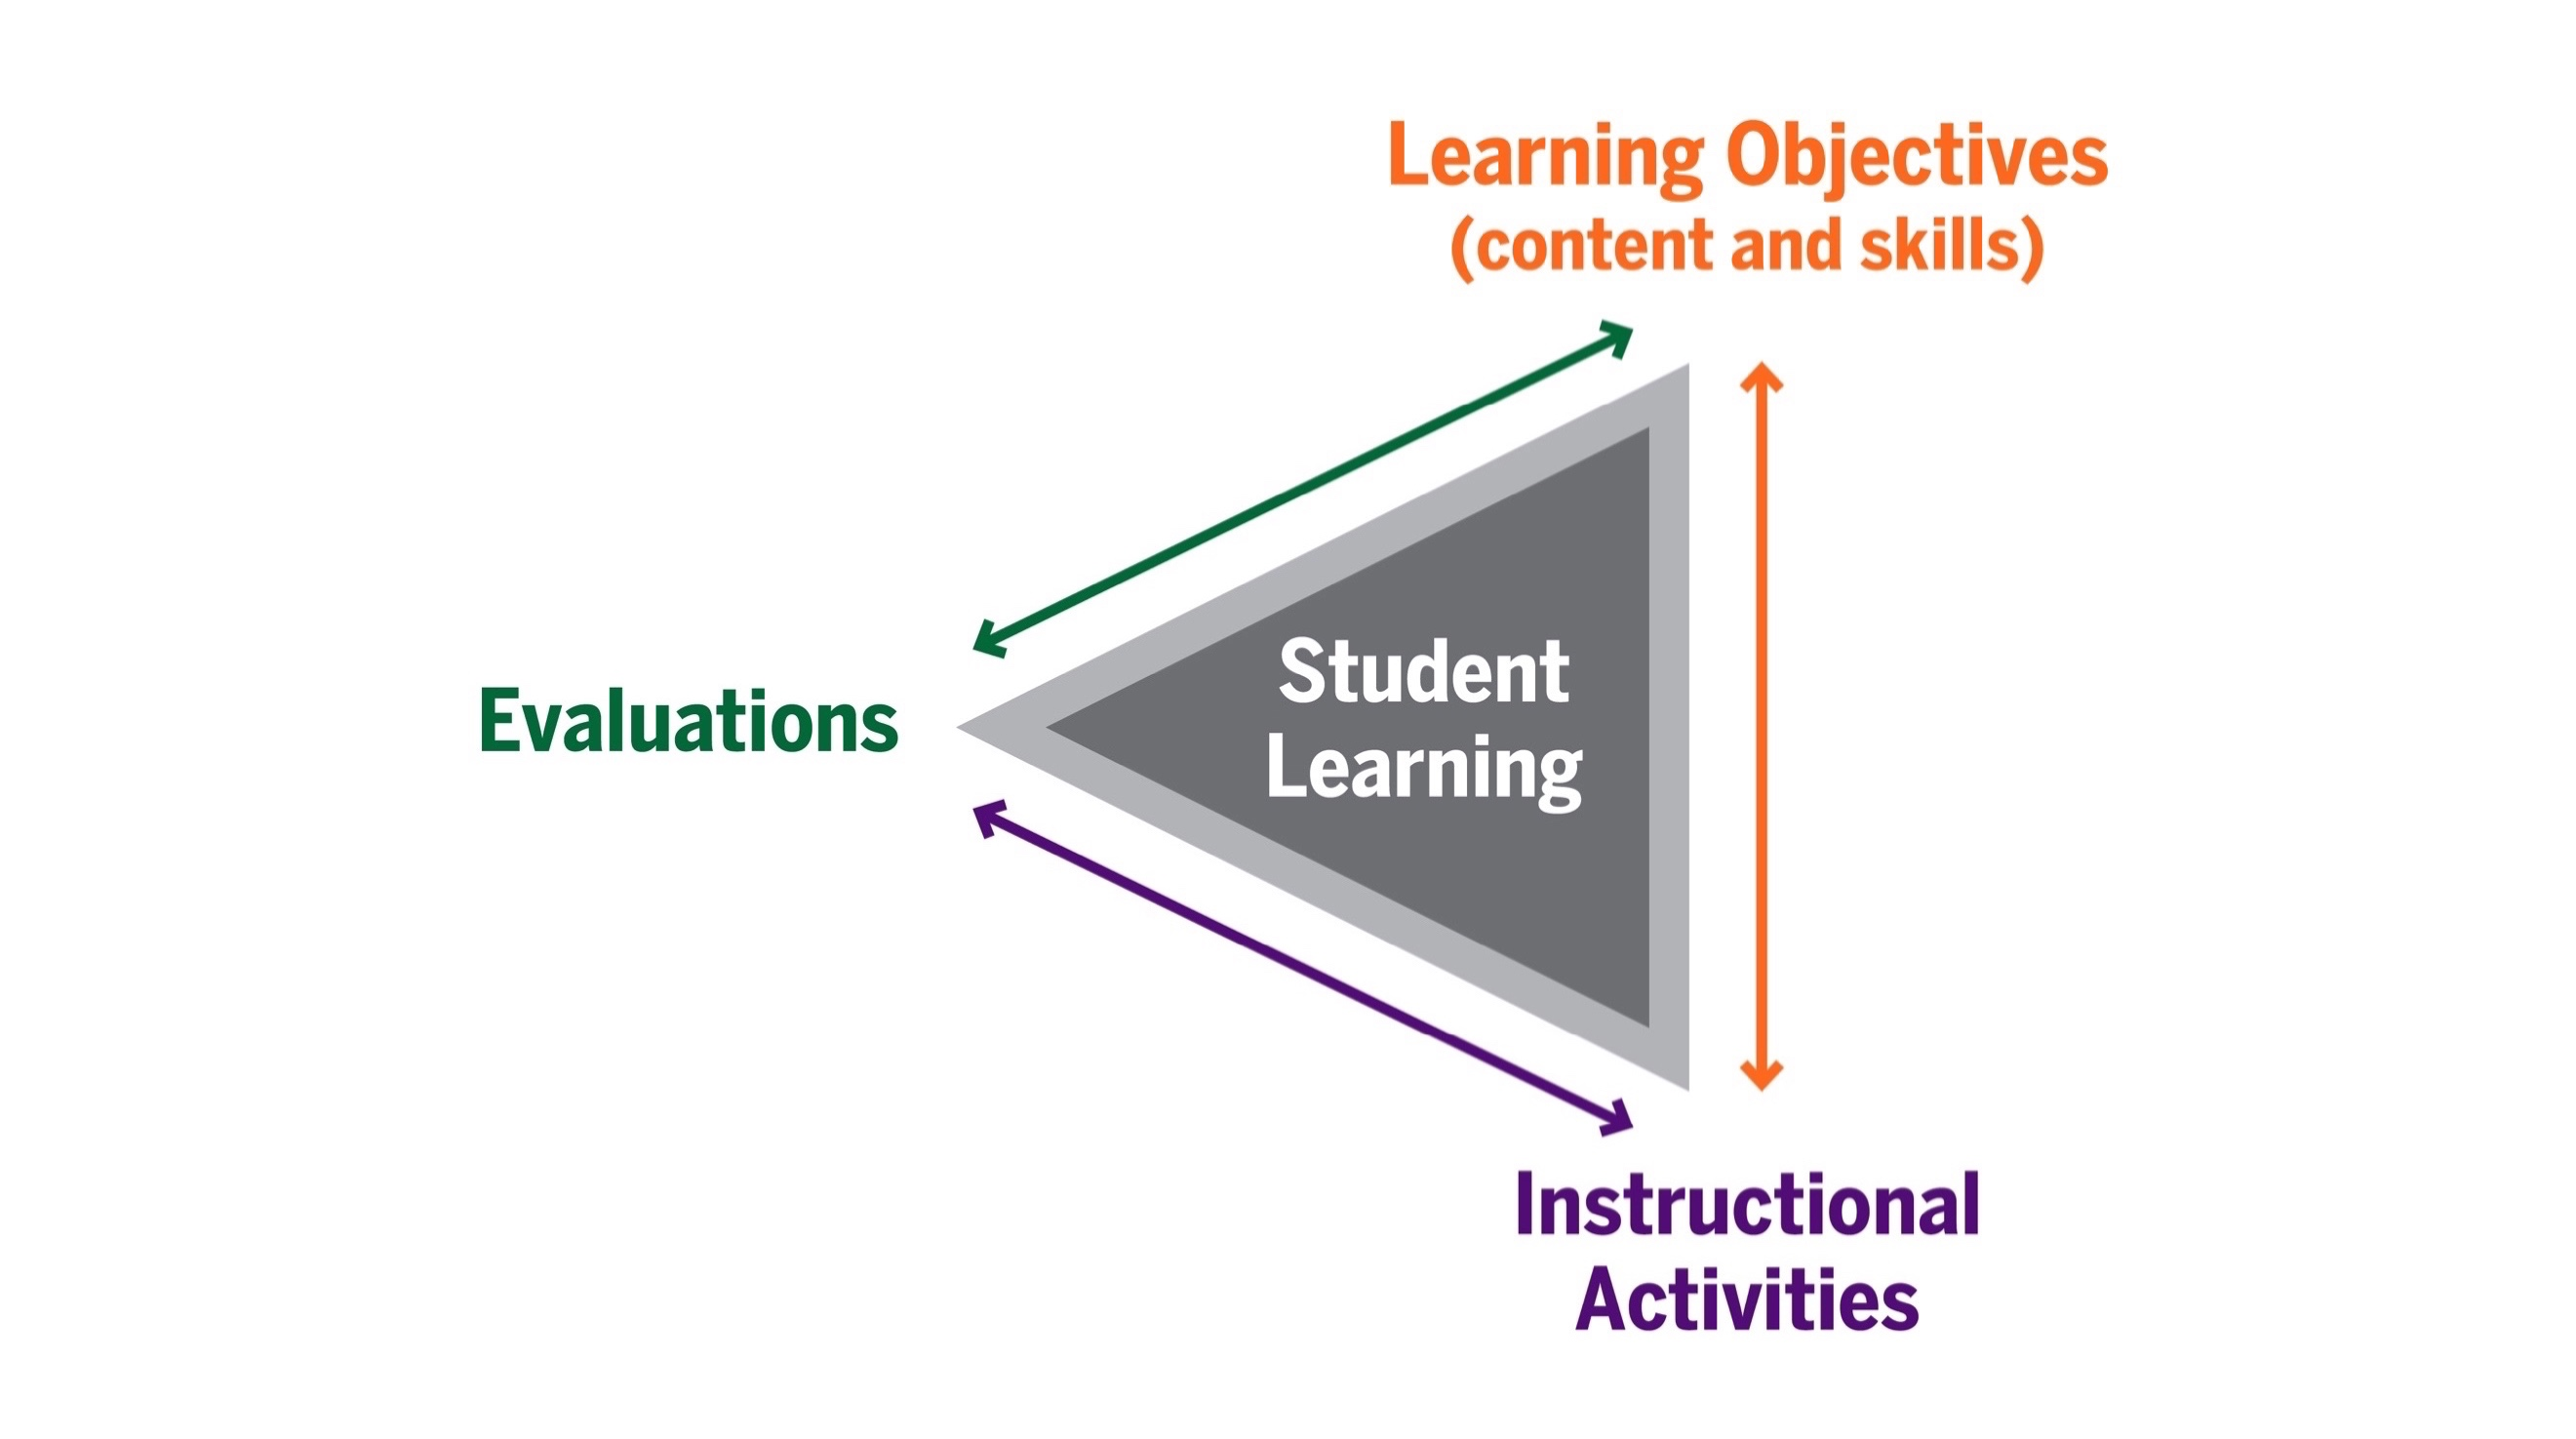 Learning Objectives
(content and skills)
Evaluations
Student
Learning
Instructional
Activities